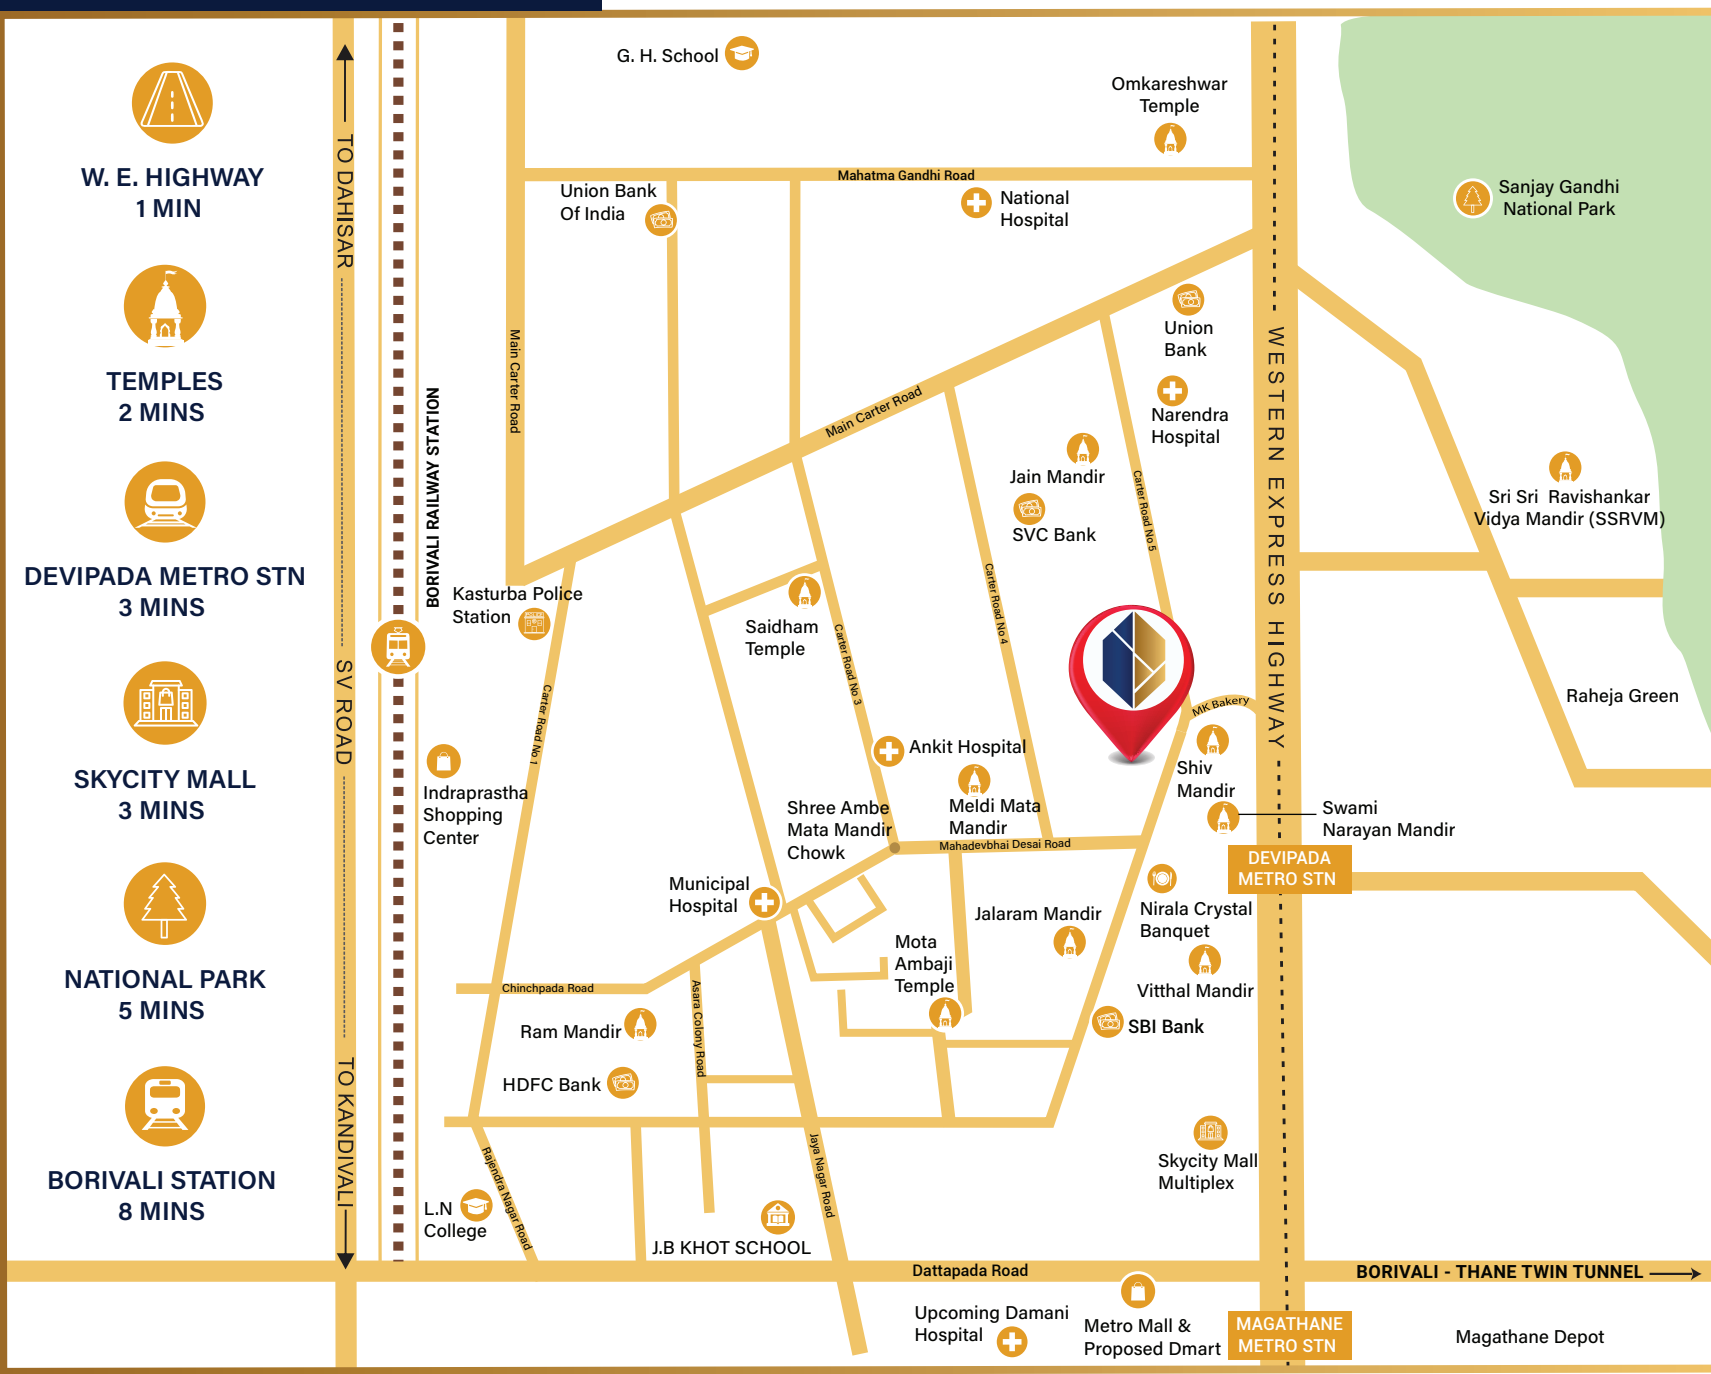 W. E. HIGHWAY
1 MIN
TEMPLES
2 MINS
DEVIPADA METRO STN
3 MINS
SKYCITY MALL
3 MINS
NATIONAL PARK
5 MINS
BORIVALI STATION
8 MINS
TO DAHISAR
SV ROAD
TO KANDIVALI
BORIVALI RAILWAY STATION
G. H. School
Omkareshwar
Temple
Mahatma Gandhi Road
Union Bank
Of India
National
Hospital
Sanjay Gandhi
National Park
Main Carter Road
Main Carter Road
Union
Bank
Narendra
Hospital
WESTERN EXPRESS HIGHWAY
Jain Mandir
SVC Bank
Carter Road No 5
Sri Sri Ravishankar
Vidya Mandir (SSRVM)
Kasturba Police
Station
Saidham
Temple
Carter Road No 3
Carter Road No 4
Carter Road No 1
Raheja Green
MK Bakery
Ankit Hospital
Shiv
Mandir
Indraprastha
Shopping
Center
Shree Ambe
Mata Mandir
Chowk
Meldi Mata
Mandir
Swami
Narayan Mandir
Mahadevbhai Desai Road
DEVIPADA
METRO STN
Municipal
Hospital
Jalaram Mandir
Nirala Crystal
Banquet
Mota
Ambaji
Temple
Vitthal Mandir
Chinchpada Road
Asara Colony Road
Ram Mandir
SBI Bank
HDFC Bank
Rajendra Nagar Road
Jaya Nagar Road
Skycity Mall
Multiplex
L.N
College
J.B KHOT SCHOOL
Dattapada Road
BORIVALI - THANE TWIN TUNNEL
Upcoming Damani
Hospital
Metro Mall &
Proposed Dmart
MAGATHANE
METRO STN
Magathane Depot